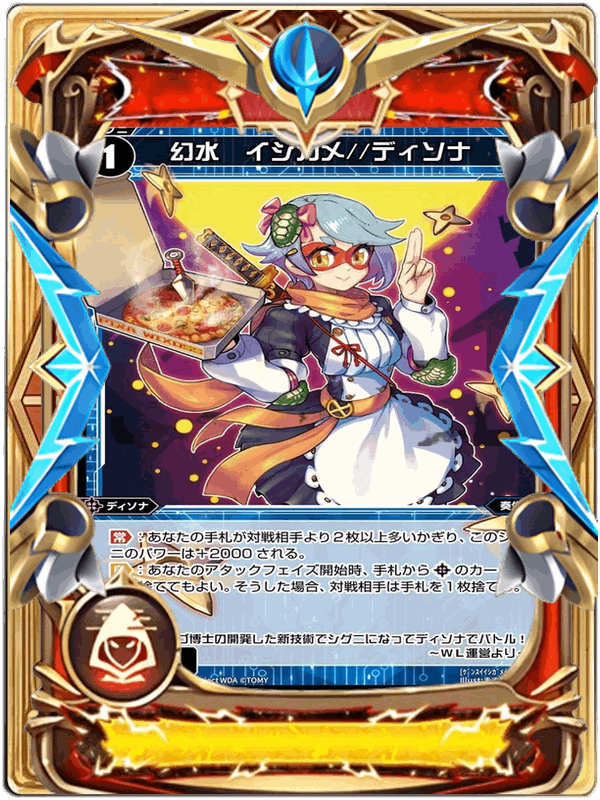 1
幻水 イシガメ//ディソナ
PIXA WIXOSS
ディソナ
常：あなたの手札が対戦相手より２枚以上多いかぎり、このシ
ニのパワーは＋2000 される。
：あなたのアタックフェイズ開始時、手札から のカー
捨ててもよい。そうした場合、対戦相手は手札を１枚捨て
博士の開発した新技術でシグニになってディソナでバトル！
～WL運営より
ject WDA ©TOMY